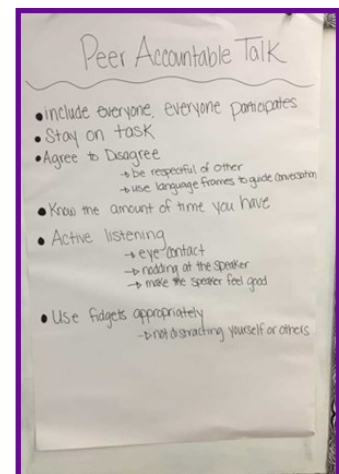 Peer Accountable Talk
• include everyone, everyone participates
• Stay on task
• Agree to Disagree
→ be respectful of other
→ use language frames to guide conversation
• Know the amount of time you have
• Active listening
→ eye contact
→ nodding at the speaker
→ make the speaker feel good
• Use fidgets appropriately
→ not distracting yourself or others